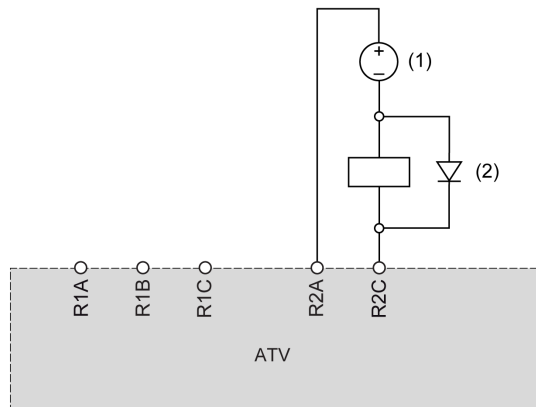 +
−
(1)
(2)
R1A
R1B
R1C
R2A
R2C
ATV